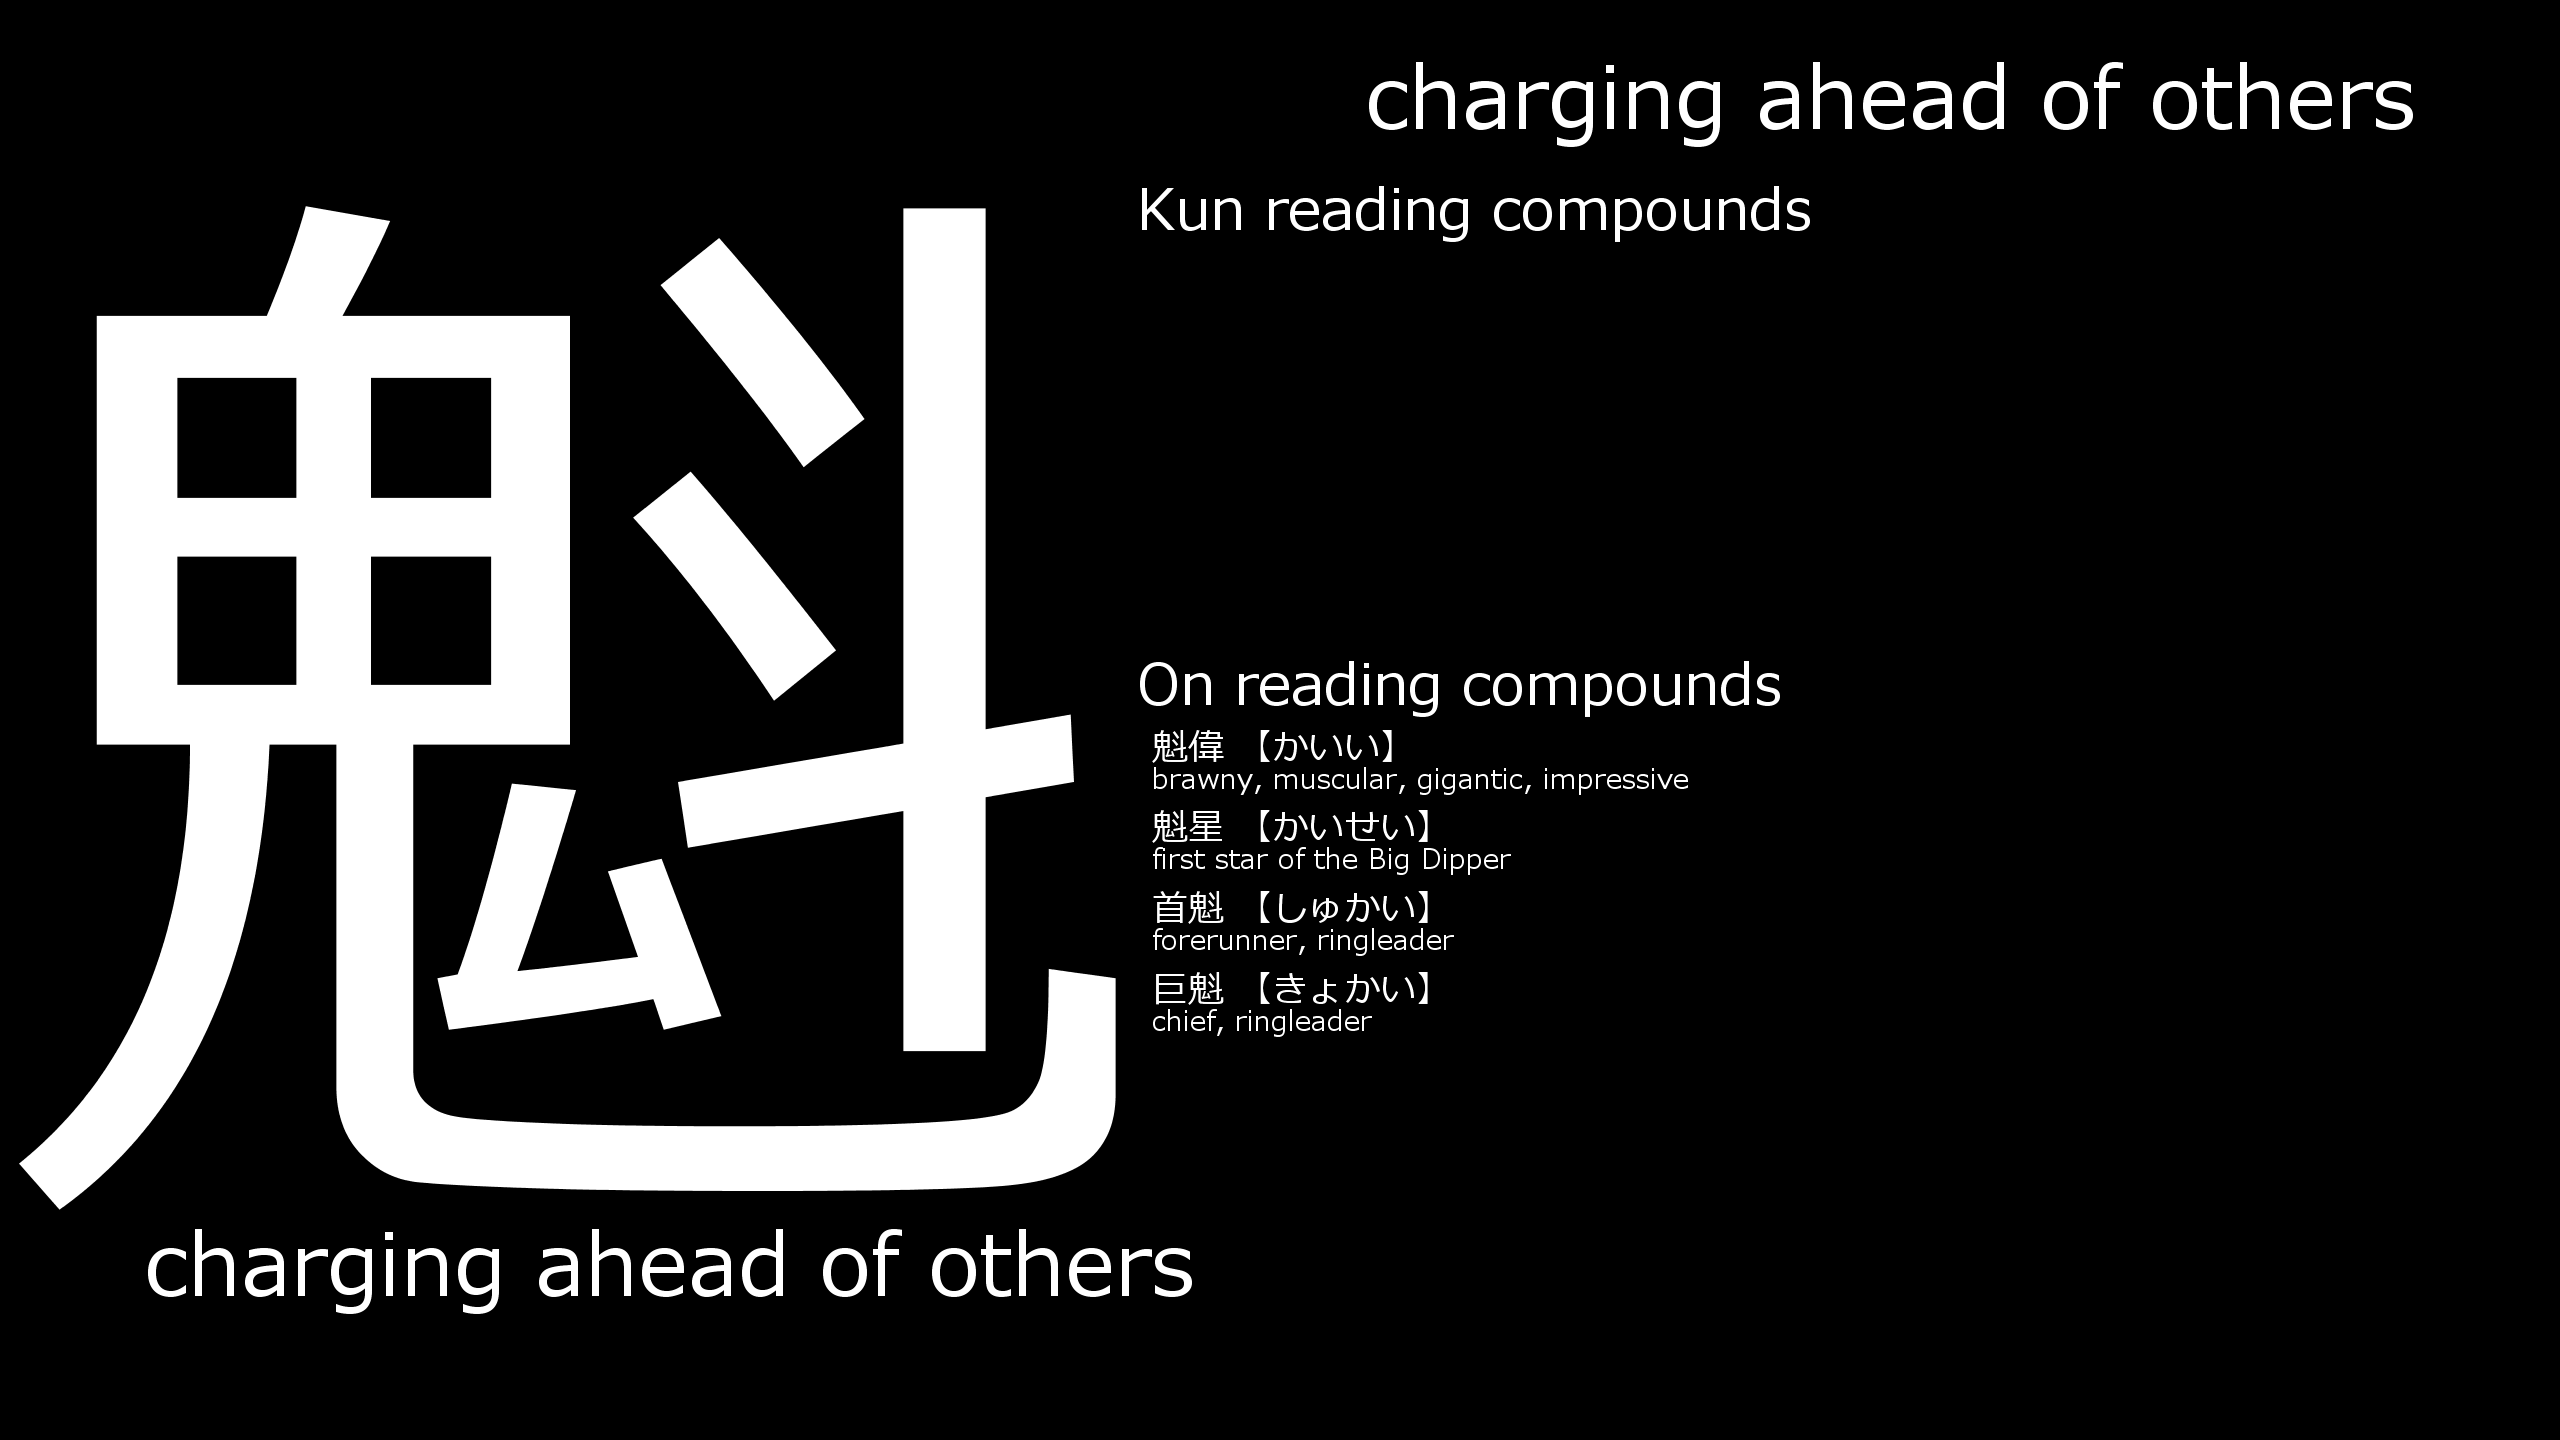 魁
charging ahead of others
charging ahead of others
Kun reading compounds
On reading compounds
魁偉 【かいい】
brawny, muscular, gigantic, impressive
魁星 【かいせい】
first star of the Big Dipper
首魁 【しゅかい】
forerunner, ringleader
巨魁 【きょかい】
chief, ringleader